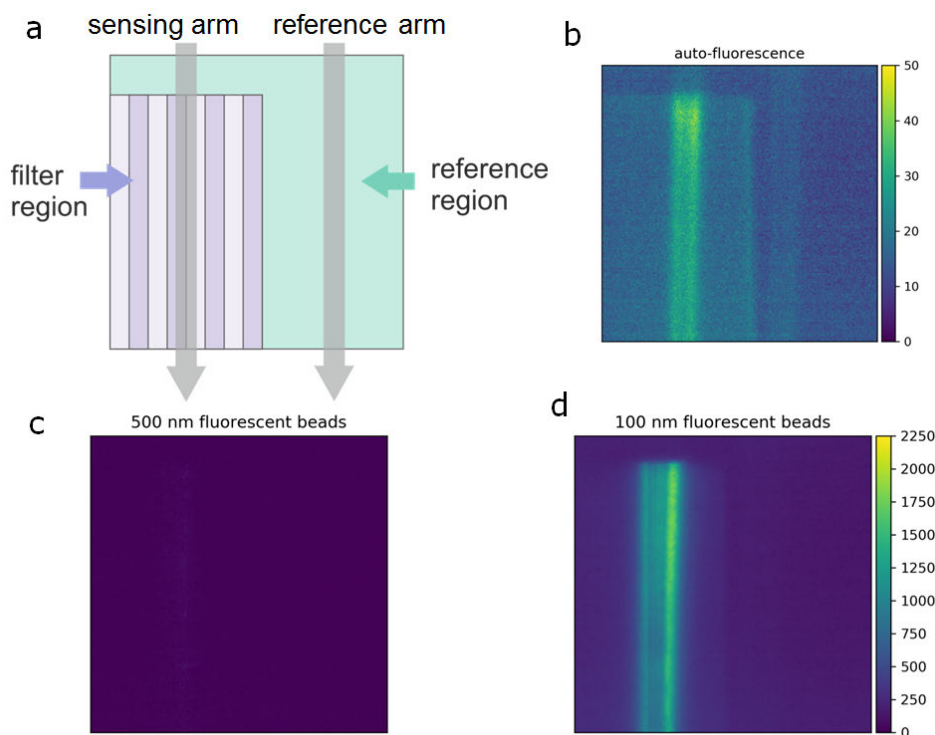 a
sensing arm
reference arm
filter
region
reference
region
b
auto-fluorescence
50
40
30
20
10
0
c
500 nm fluorescent beads
d
100 nm fluorescent beads
2250
2000
1750
1500
1250
1000
750
500
250
0